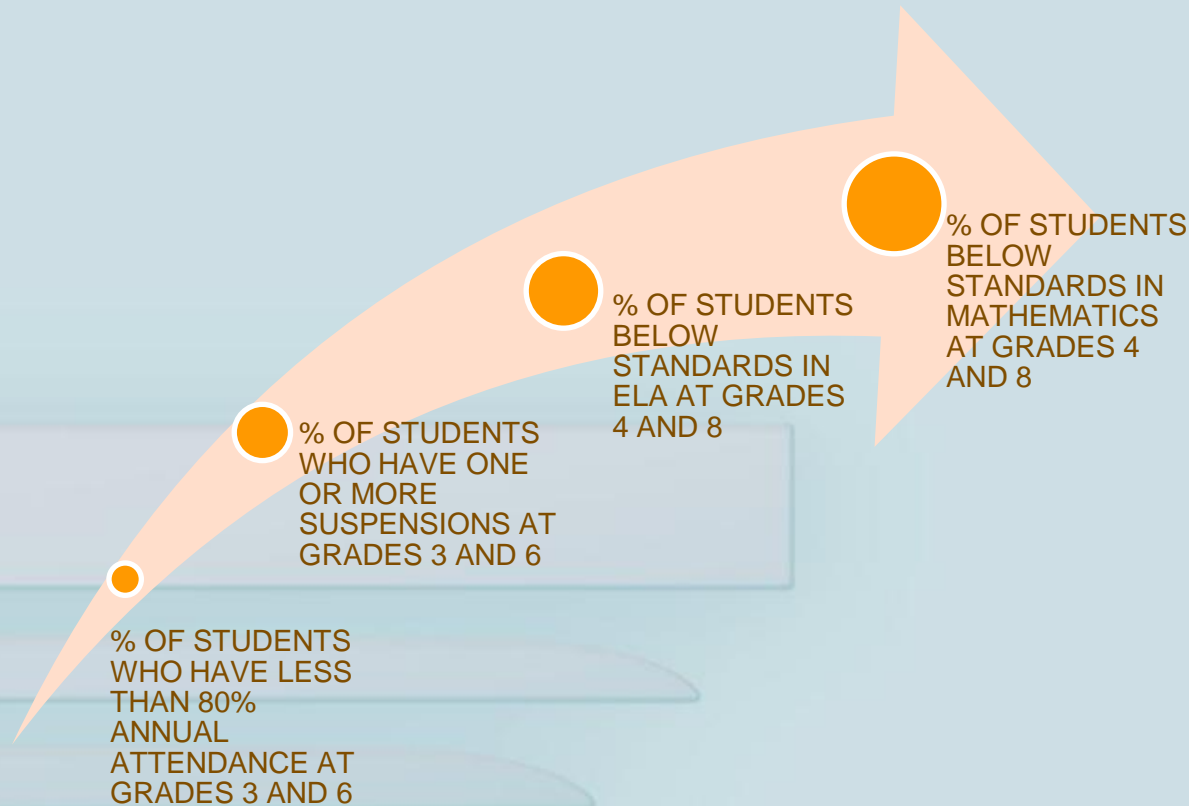 % OF STUDENTS
WHO HAVE LESS
THAN 80%
ANNUAL
ATTENDANCE AT
GRADES 3 AND 6
% OF STUDENTS
WHO HAVE ONE
OR MORE
SUSPENSIONS AT
GRADES 3 AND 6
% OF STUDENTS
BELOW
STANDARDS IN
ELA AT GRADES
4 AND 8
% OF STUDENTS
BELOW
STANDARDS IN
MATHEMATICS
AT GRADES 4
AND 8